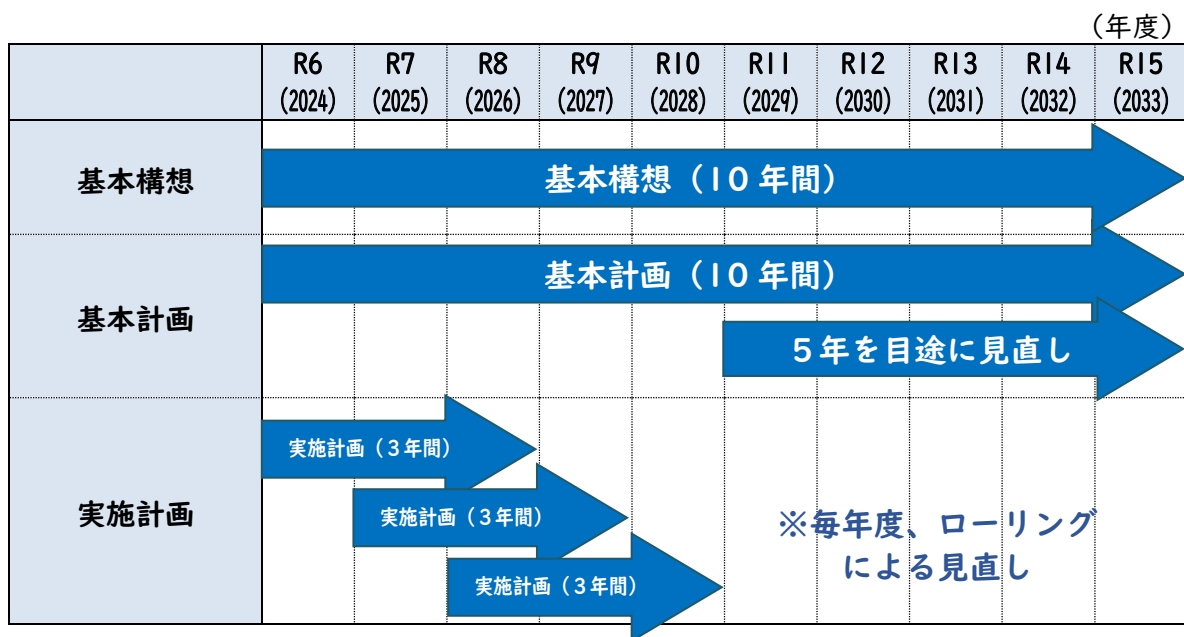 （年度）
R6 R7 R8 R9 R10 R11 R12 R13 R14 R15
(2024) (2025) (2026) (2027) (2028) (2029) (2030) (2031) (2032) (2033)
基本構想
基本構想（10年間）
基本計画
基本計画（10年間）
５年を目途に見直し
実施計画
実施計画（３年間）
実施計画（３年間）
実施計画（３年間）
※毎年度、ローリング
による見直し